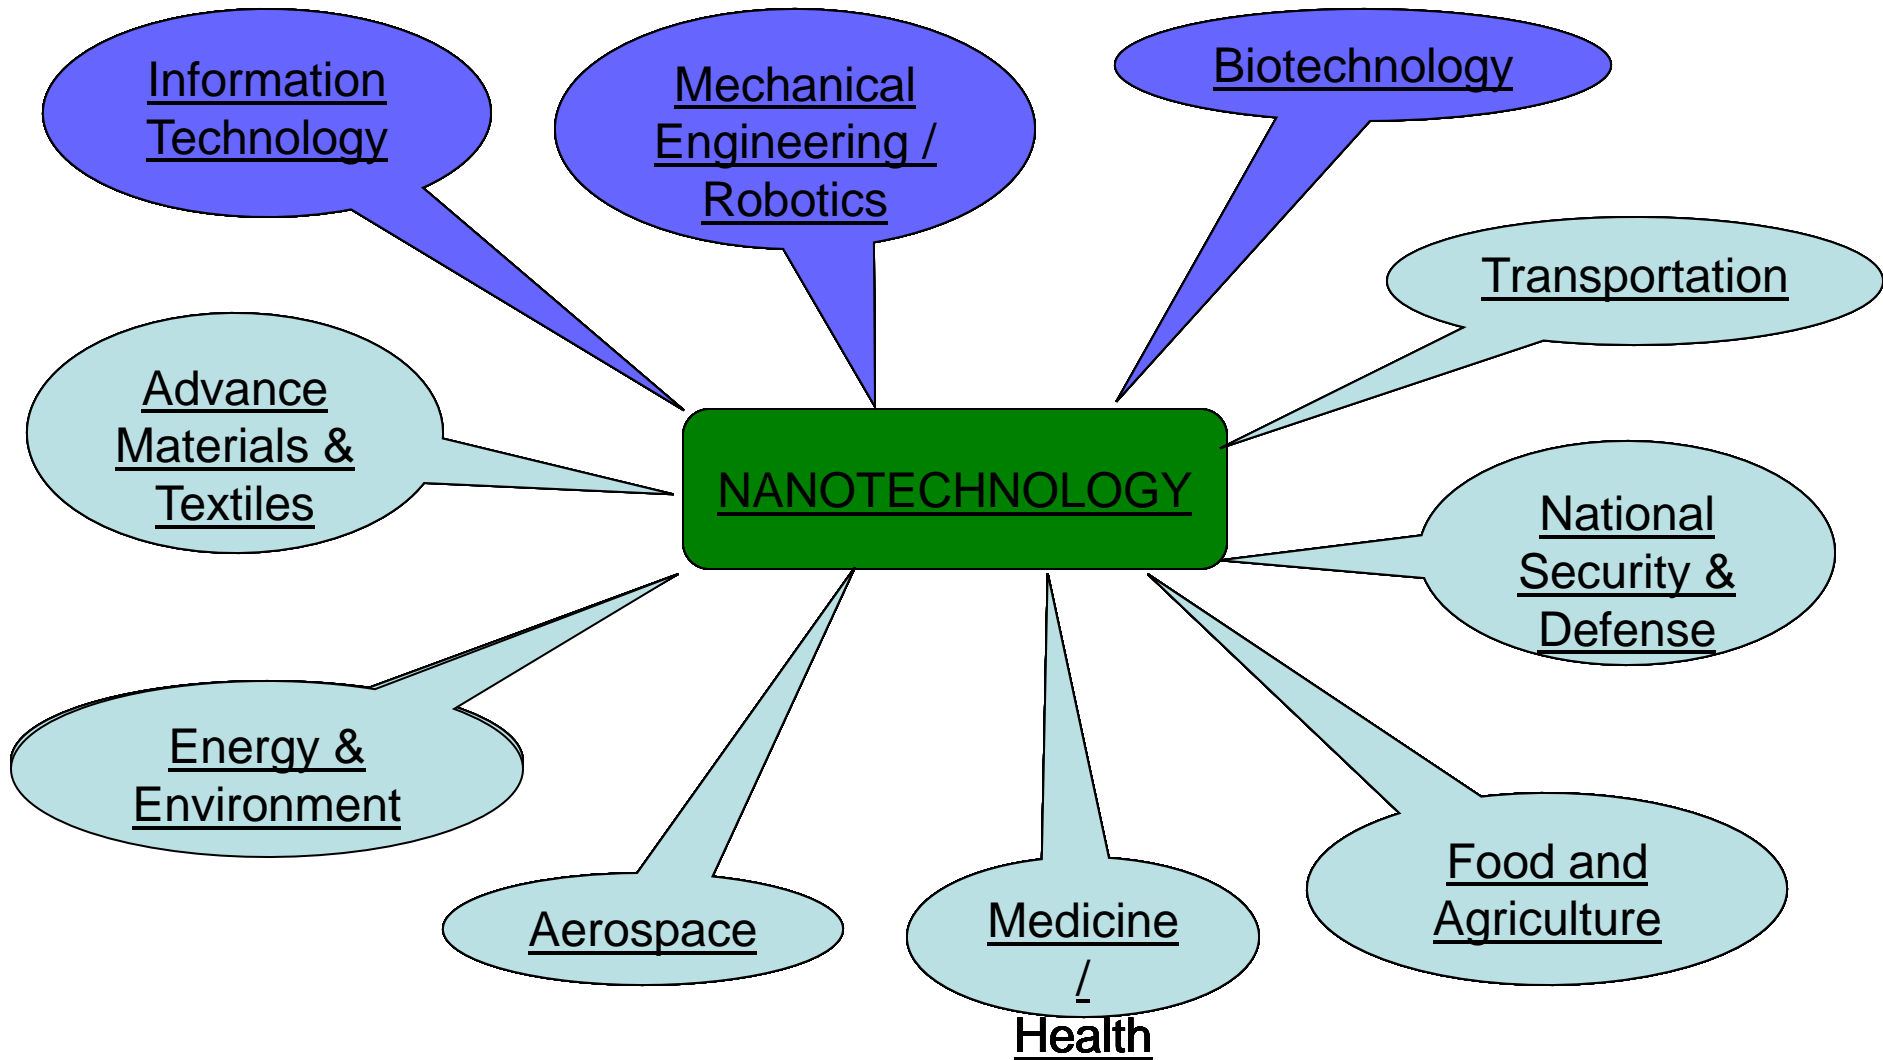 Information
Technology
Mechanical
Engineering /
Robotics
Biotechnology
Transportation
Advance
Materials &
Textiles
NANOTECHNOLOGY
National
Security &
Defense
Energy &
Environment
Aerospace
Medicine
/
Health
Food and
Agriculture